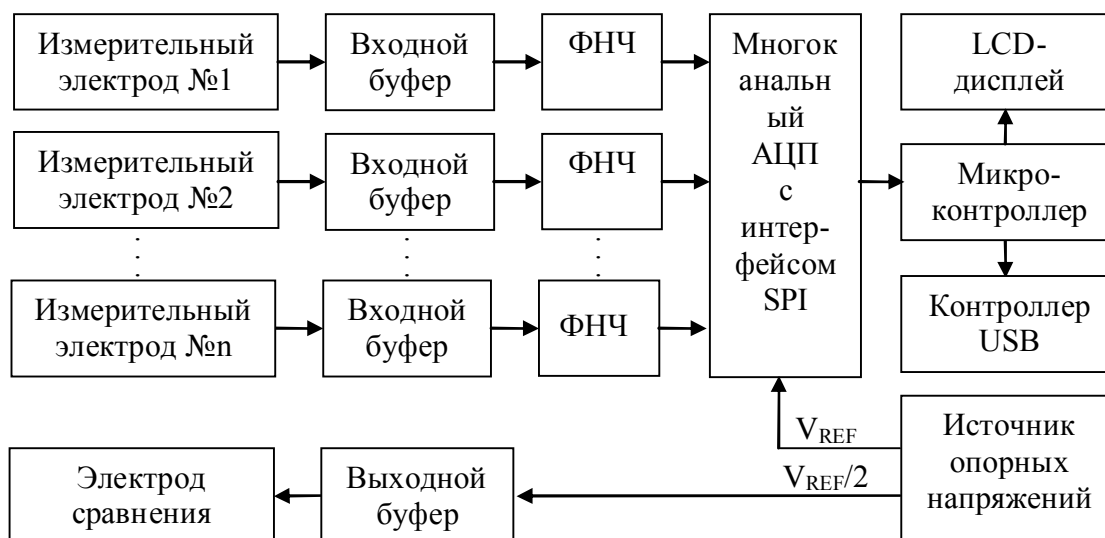 Измерительный
электрод №1
Входной
буфер
ФНЧ
Многок
анальн
ый
АЦП
с
интер-
фейсом
SPI
LCD-
дисплей
Измерительный
электрод №2
Входной
буфер
ФНЧ
Микро-
контроллер
Измерительный
электрод №n
Входной
буфер
ФНЧ
Контроллер
USB
V_REF
Источник
опорных
напряжений
V_REF/2
Электрод
сравнения
Выходной
буфер